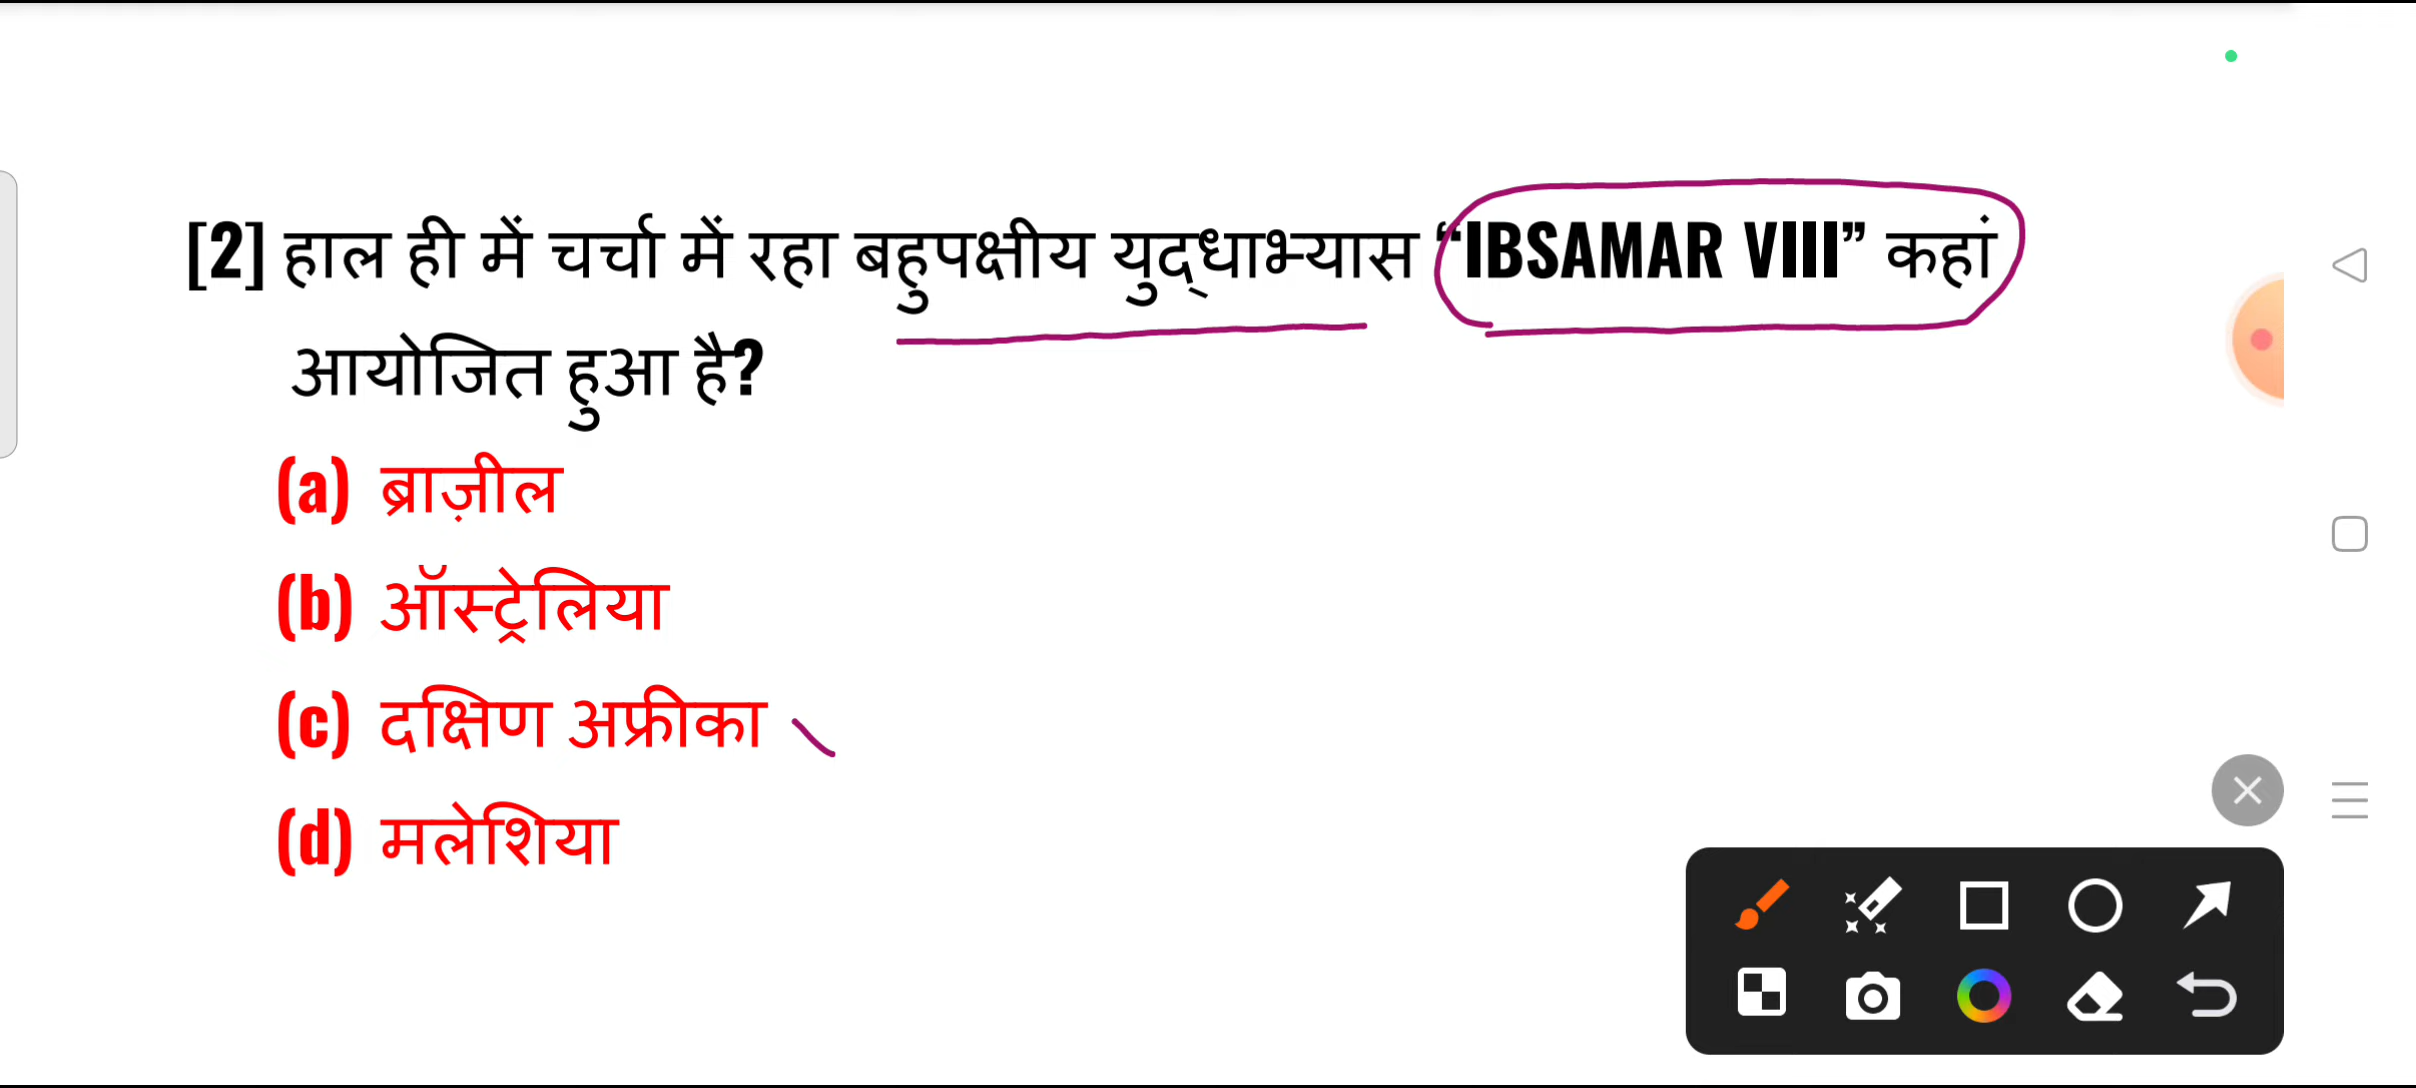 [2] हाल ही में चर्चा में रहा बहुपक्षीय युद्धाभ्यास “IBSAMAR VIII” कहां
आयोजित हुआ है?
(a) ब्राज़ील
(b) ऑस्ट्रेलिया
(c) दक्षिण अफ्रीका
(d) मलेशिया